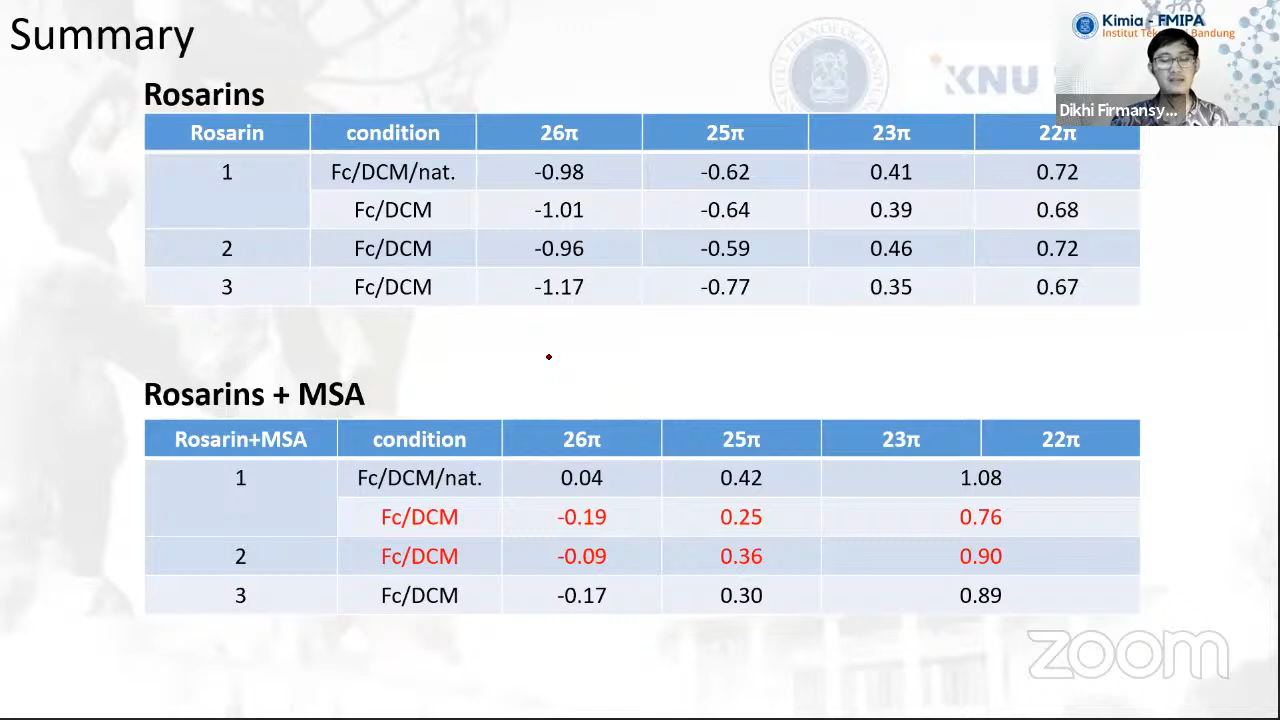 Summary
Kimia - FMIPA
KNU
Dikhi Firmansy...
Rosarins
Rosarin condition 26π 25π 23π 22π
1 Fc/DCM/nat. -0.98 -0.62 0.41 0.72
Fc/DCM -1.01 -0.64 0.39 0.68
2 Fc/DCM -0.96 -0.59 0.46 0.72
3 Fc/DCM -1.17 -0.77 0.35 0.67
Rosarins + MSA
Rosarin+MSA condition 26π 25π 23π 22π
1 Fc/DCM/nat. 0.04 0.42 1.08
Fc/DCM -0.19 0.25 0.76
2 Fc/DCM -0.09 0.36 0.90
3 Fc/DCM -0.17 0.30 0.89
zoom